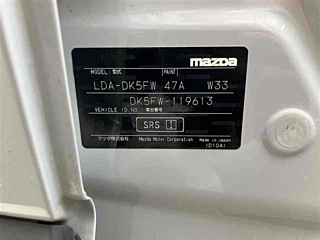 mazda
MODEL 型式 PAINT
LDA-DK5FW 47A W33
DK5FW-119613
VEHICLE ID NO. 車台番号
SRS
マツダ株式会社 Mazda Motor Corporation Made in Japan